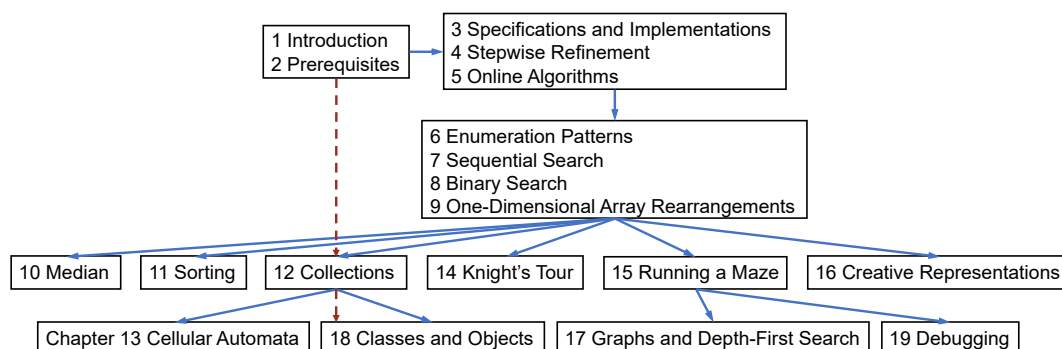 1 Introduction
2 Prerequisites
3 Specifications and Implementations
4 Stepwise Refinement
5 Online Algorithms
6 Enumeration Patterns
7 Sequential Search
8 Binary Search
9 One-Dimensional Array Rearrangements
10 Median
11 Sorting
12 Collections
14 Knight’s Tour
15 Running a Maze
16 Creative Representations
Chapter 13 Cellular Automata
18 Classes and Objects
17 Graphs and Depth-First Search
19 Debugging